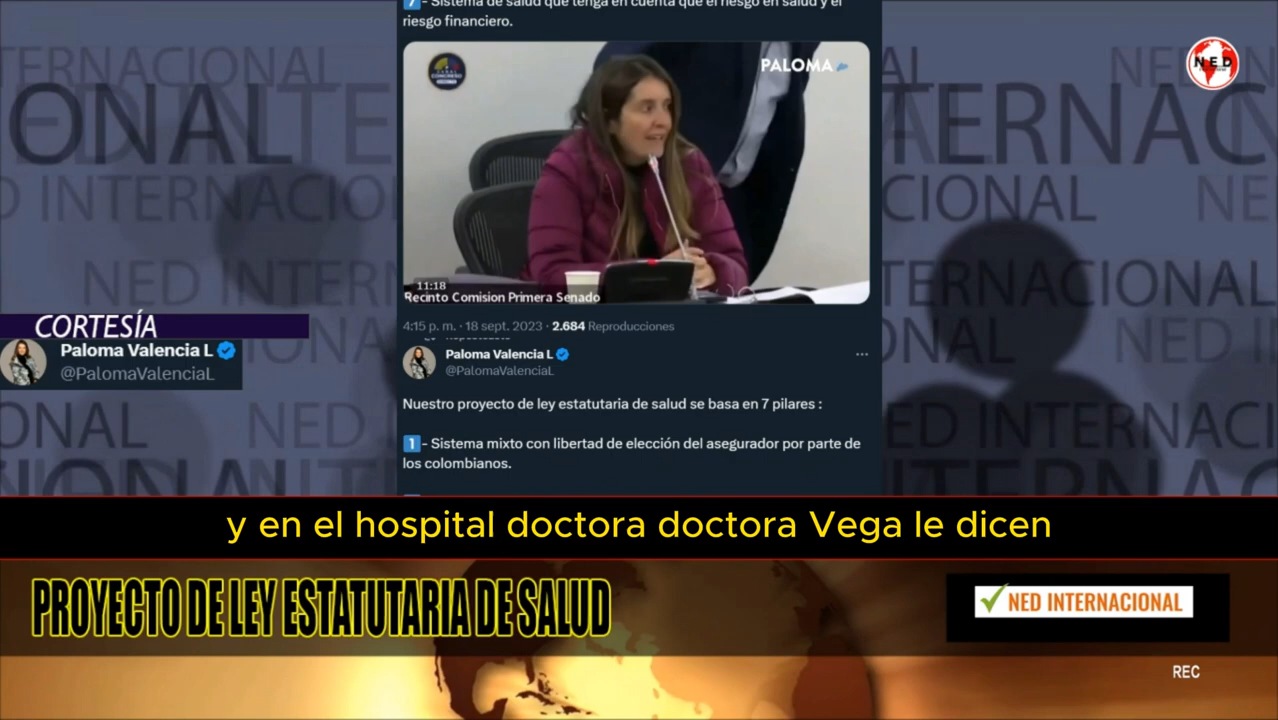 7- Sistema de salud que tenga en cuenta que el riesgo en salud y el
riesgo financiero.
CANAL
CONGRESO
PALOMA
NED
11:18
Recinto Comision Primera Senado
4:15 p. m. · 18 sept. 2023 · 2.684 Reproducciones
CORTESÍA
Paloma Valencia L
@PalomaValenciaL
Paloma Valencia L
@PalomaValenciaL
Nuestro proyecto de ley estatutaria de salud se basa en 7 pilares :
1- Sistema mixto con libertad de elección del asegurador por parte de
los colombianos.
y en el hospital doctora doctora Vega le dicen
PROYECTO DE LEY ESTATUTARIA DE SALUD
NED INTERNACIONAL
REC